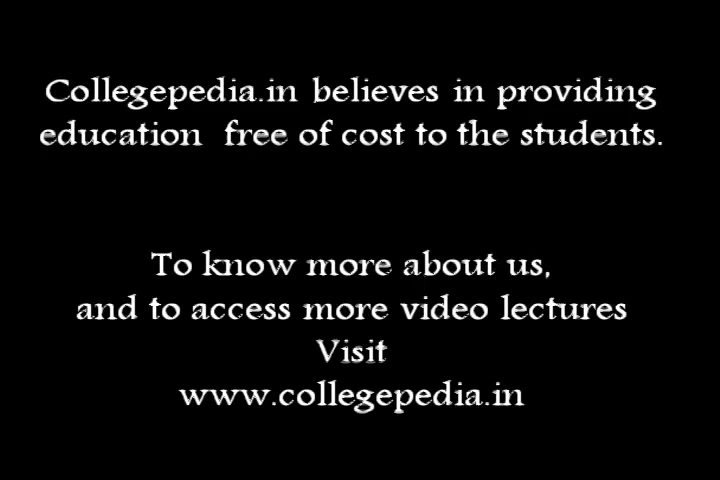 Collegepedia.in believes in providing
education free of cost to the students.
To know more about us,
and to access more video lectures
Visit
www.collegepedia.in